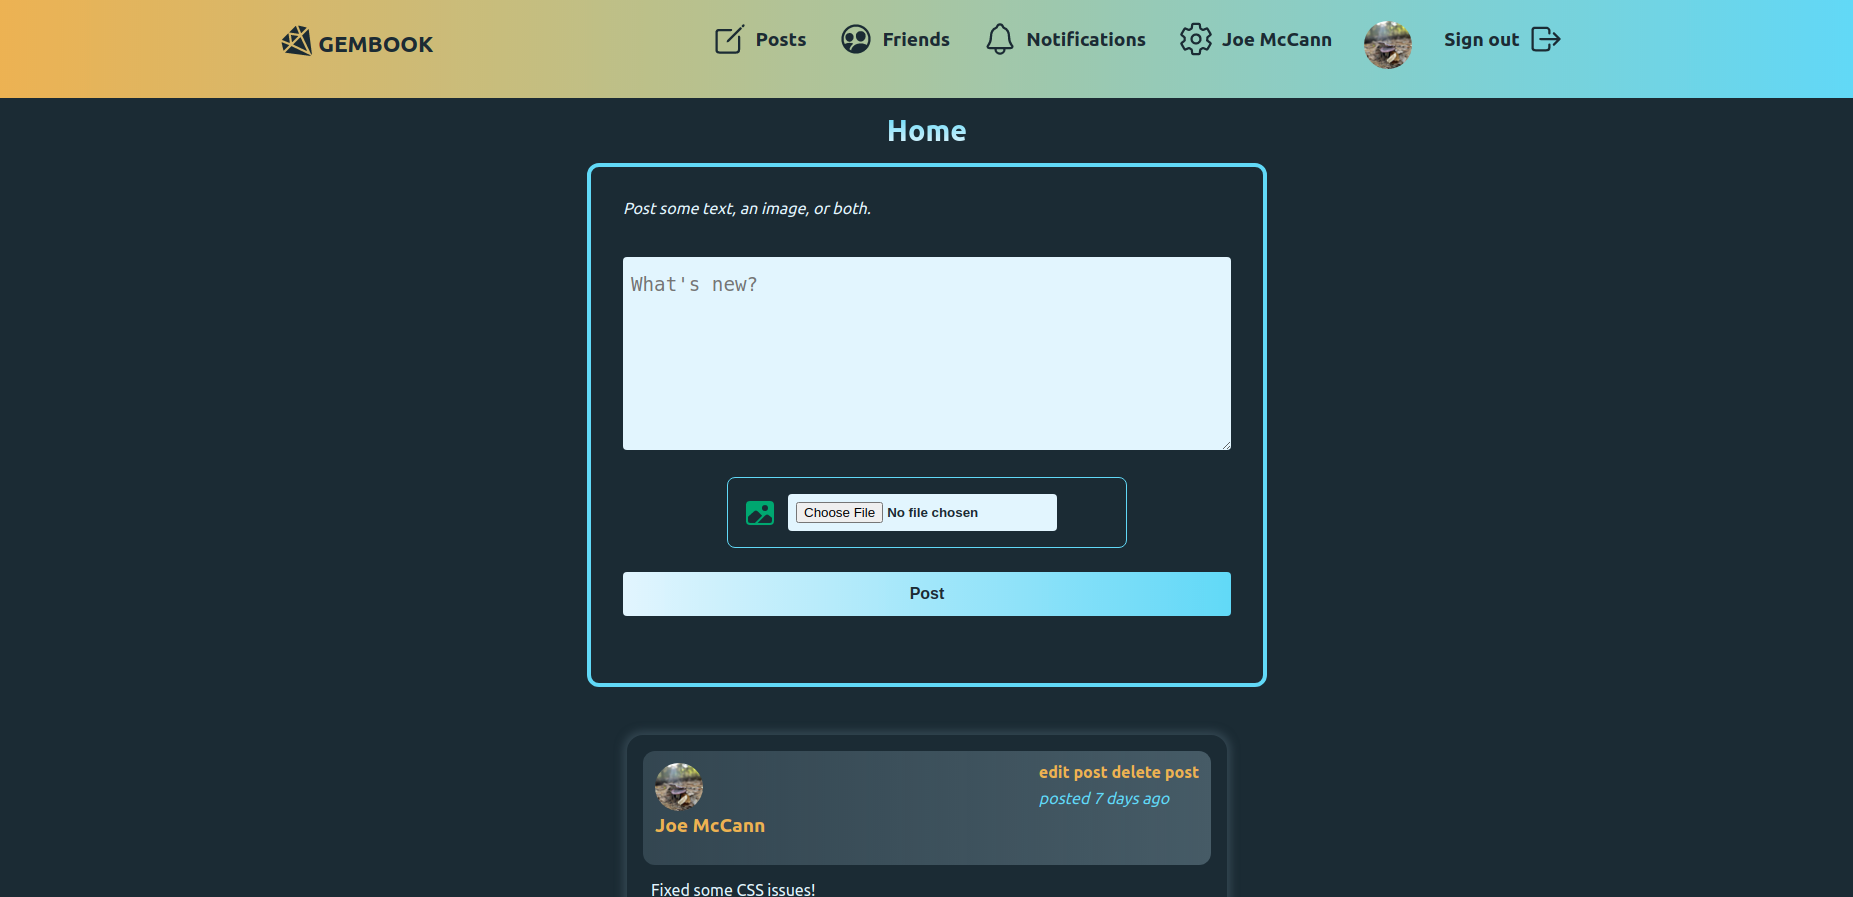 GEMBOOK Posts Friends Notifications Joe McCann Sign out
Home
Post some text, an image, or both.
What's new?
Choose File No file chosen
Post
edit post delete post
posted 7 days ago
Joe McCann
Fixed some CSS issues!